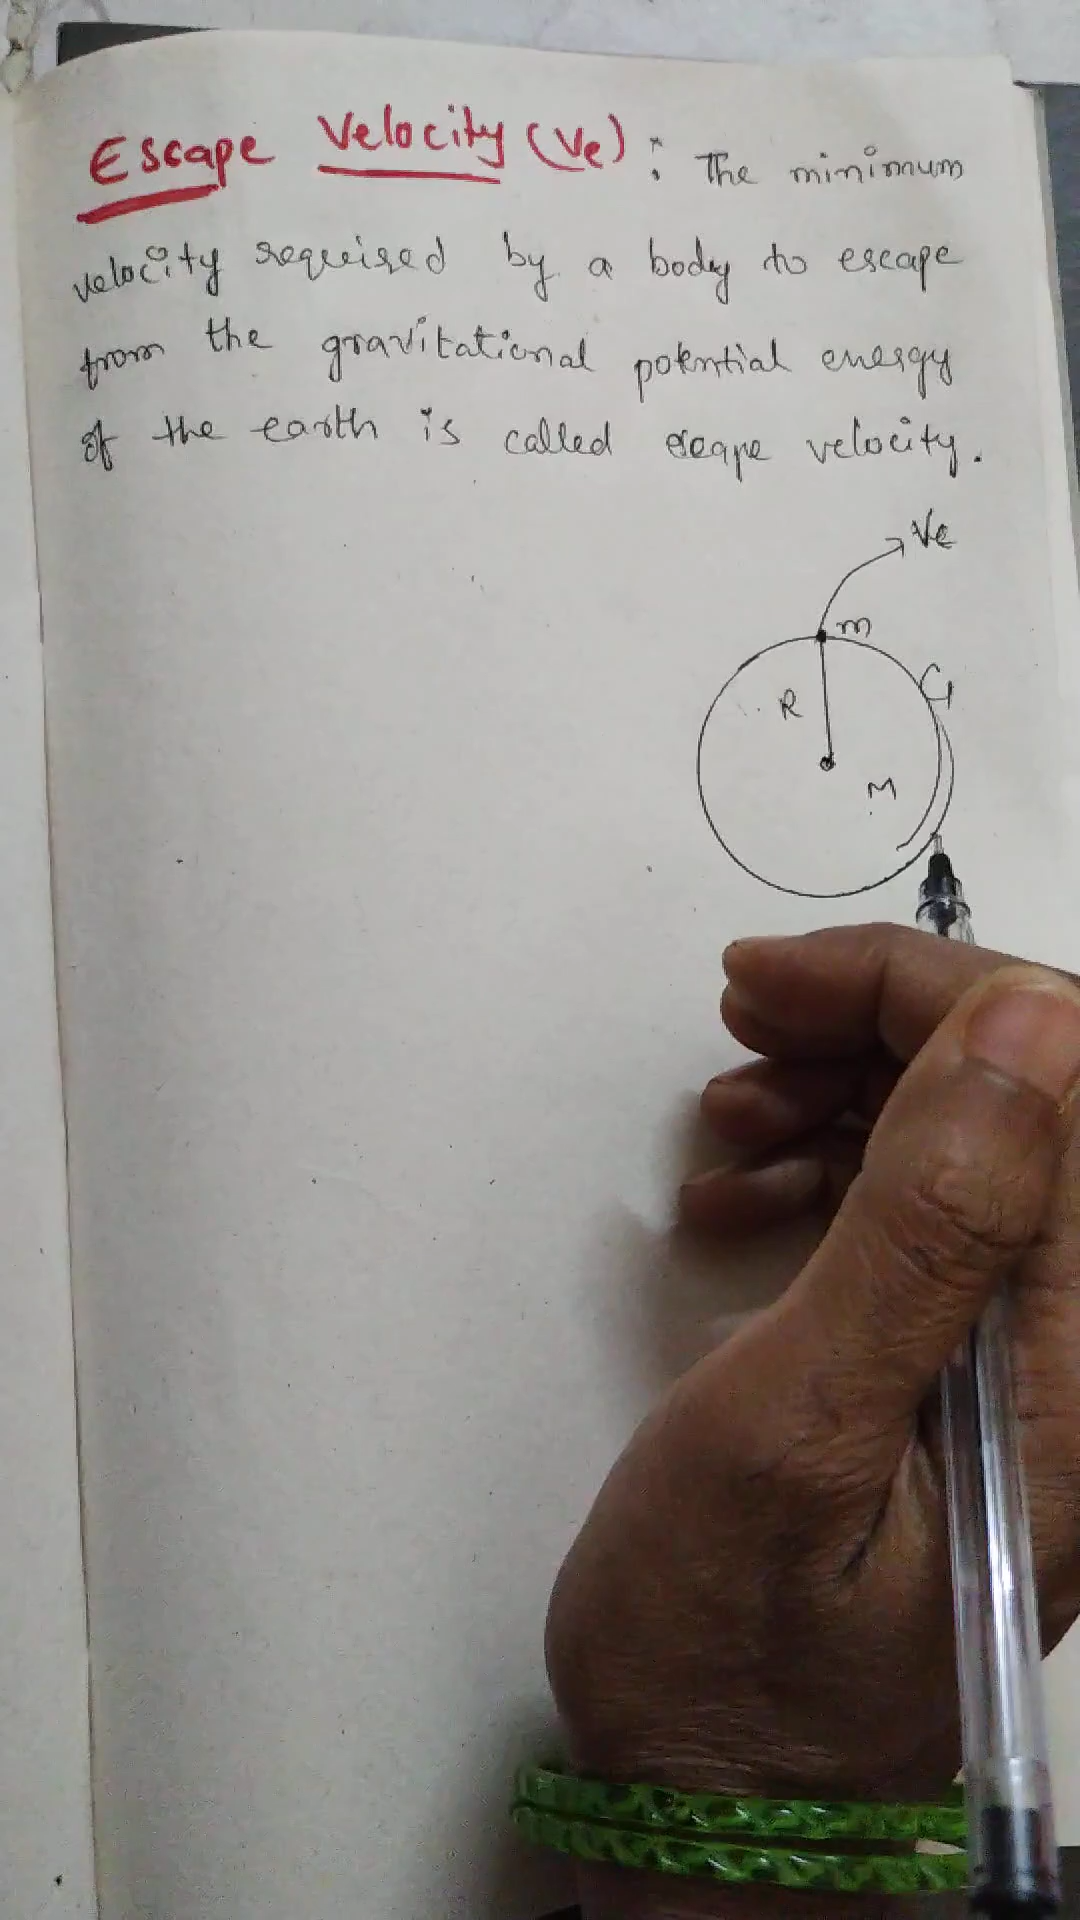 Escape Velocity (Ve) : The minimum
velocity required by a body to escape
from the gravitational potential energy
of the earth is called escape velocity.
Ve
m
G
R
M